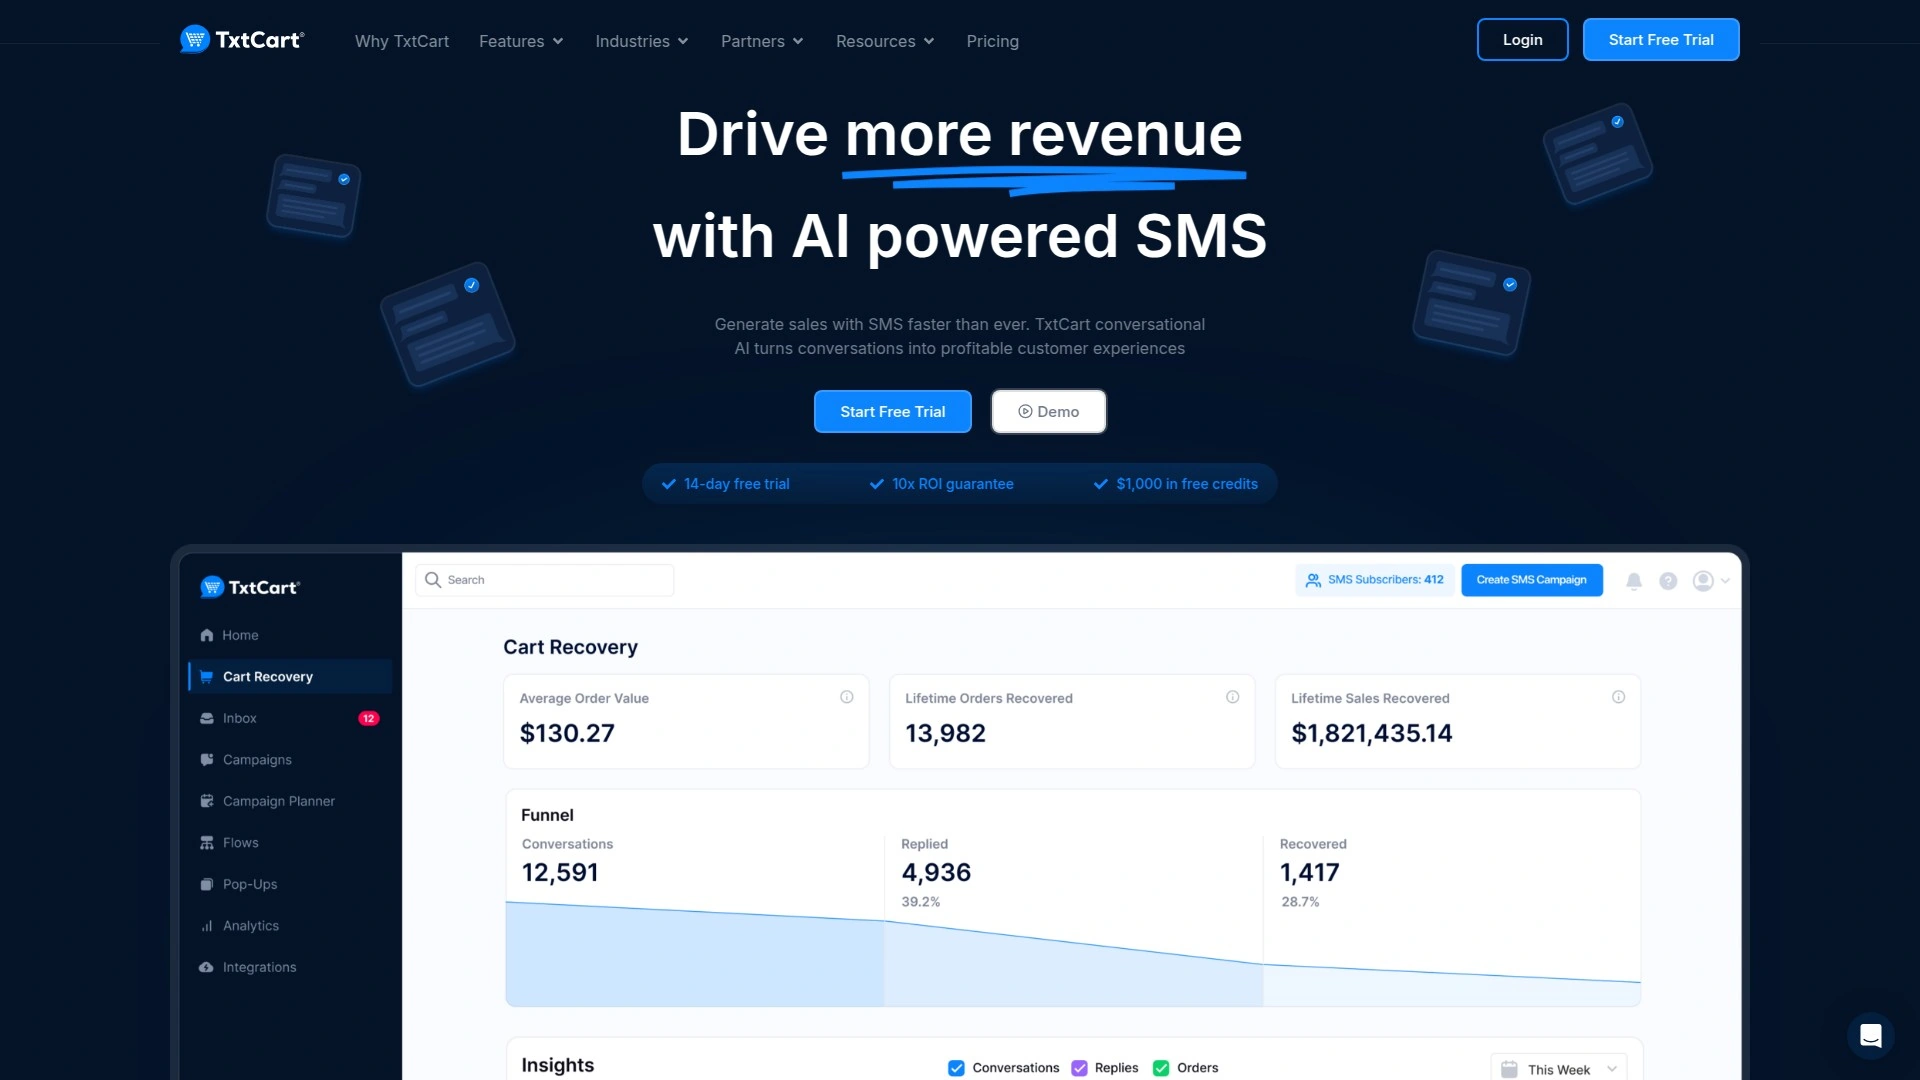 TxtCart®
Why TxtCart
Features
Industries
Partners
Resources
Pricing
Login
Start Free Trial
Drive more revenue
with AI powered SMS
Generate sales with SMS faster than ever. TxtCart conversational
AI turns conversations into profitable customer experiences
Start Free Trial
Demo
14-day free trial
10x ROI guarantee
$1,000 in free credits
TxtCart®
Home
Cart Recovery
Inbox
12
Campaigns
Campaign Planner
Flows
Pop-Ups
Analytics
Integrations
Search
SMS Subscribers: 412
Create SMS Campaign
Cart Recovery
Average Order Value
$130.27
Lifetime Orders Recovered
13,982
Lifetime Sales Recovered
$1,821,435.14
Funnel
Conversations
12,591
Replied
4,936
39.2%
Recovered
1,417
28.7%
Insights
Conversations
Replies
Orders
This Week